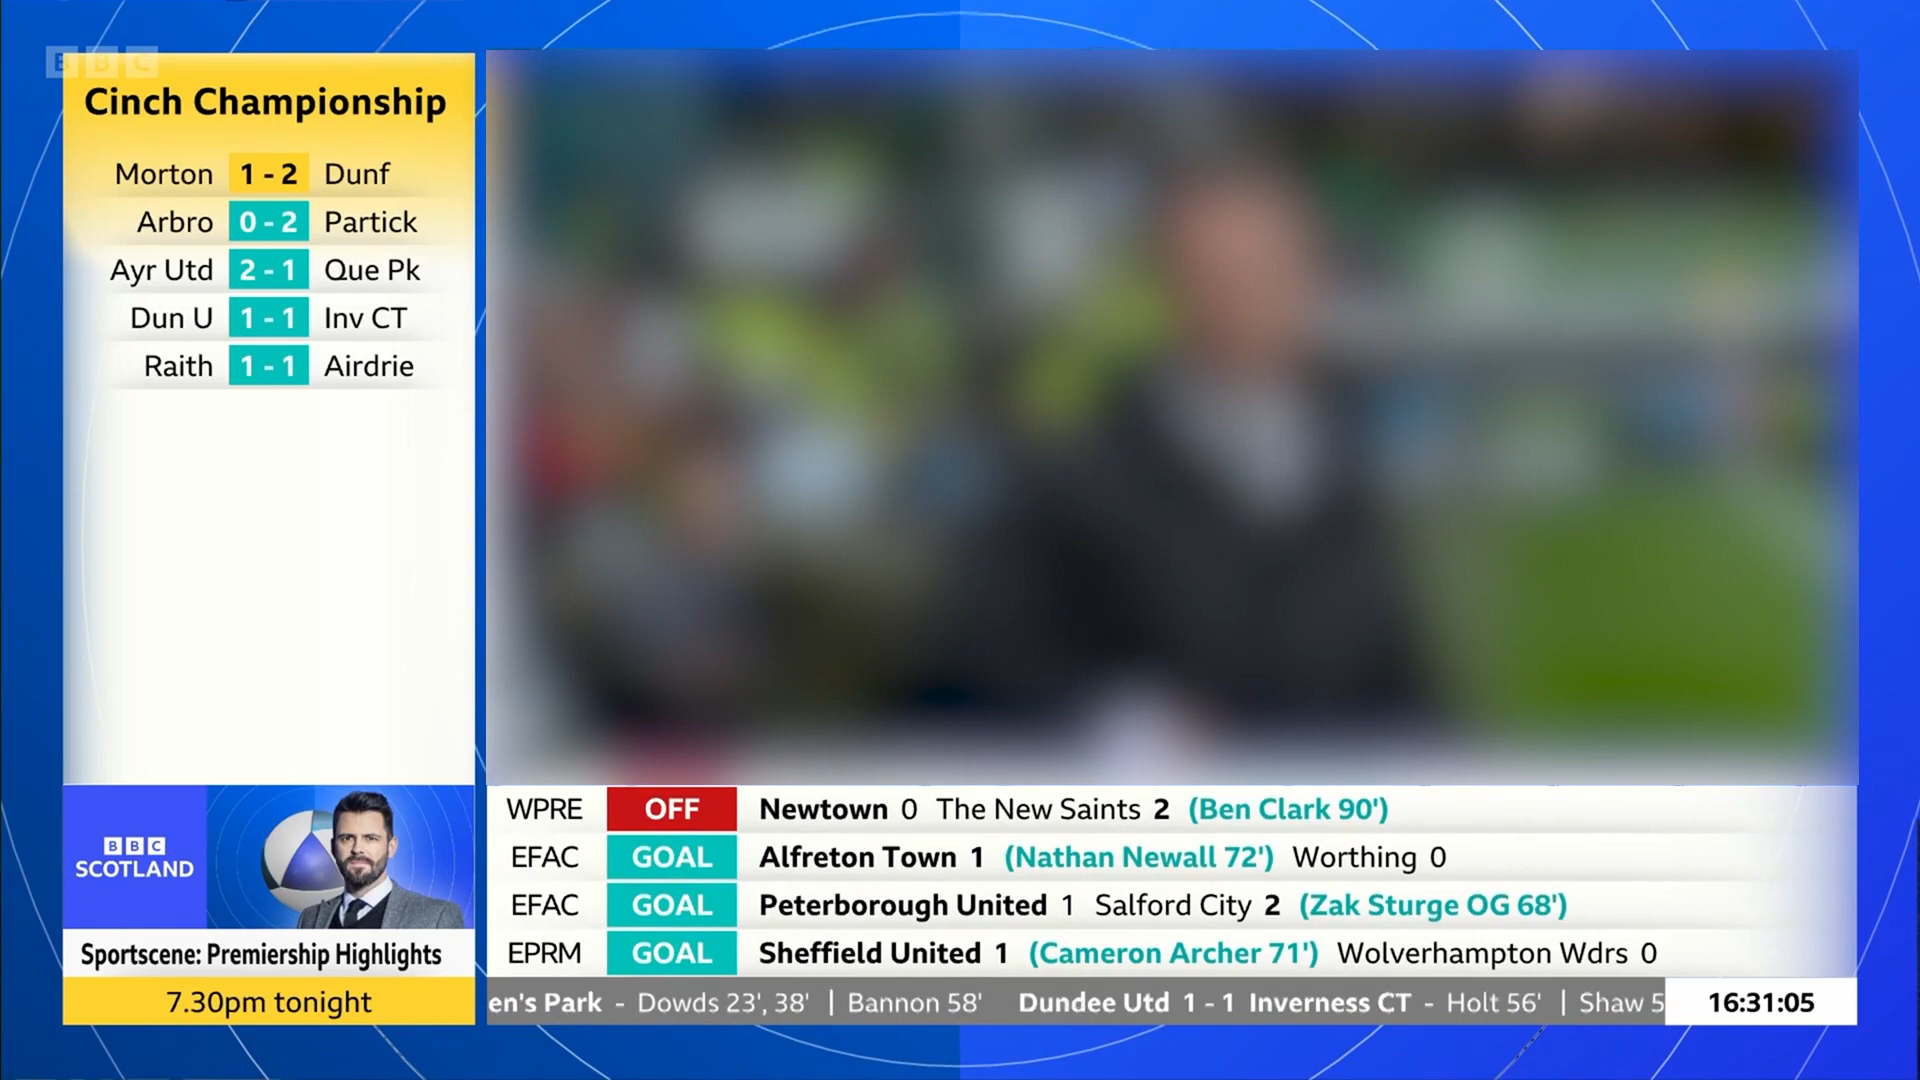 BBC
Cinch Championship
Morton 1 - 2 Dunf
Arbro 0 - 2 Partick
Ayr Utd 2 - 1 Que Pk
Dun U 1 - 1 Inv CT
Raith 1 - 1 Airdrie
BBC
SCOTLAND
Sportscene: Premiership Highlights
7.30pm tonight
WPRE OFF Newtown 0 The New Saints 2 (Ben Clark 90')
EFAC GOAL Alfreton Town 1 (Nathan Newall 72') Worthing 0
EFAC GOAL Peterborough United 1 Salford City 2 (Zak Sturge OG 68')
EPRM GOAL Sheffield United 1 (Cameron Archer 71') Wolverhampton Wdrs 0
en's Park - Dowds 23', 38' | Bannon 58' Dundee Utd 1 - 1 Inverness CT - Holt 56' | Shaw 5
16:31:05